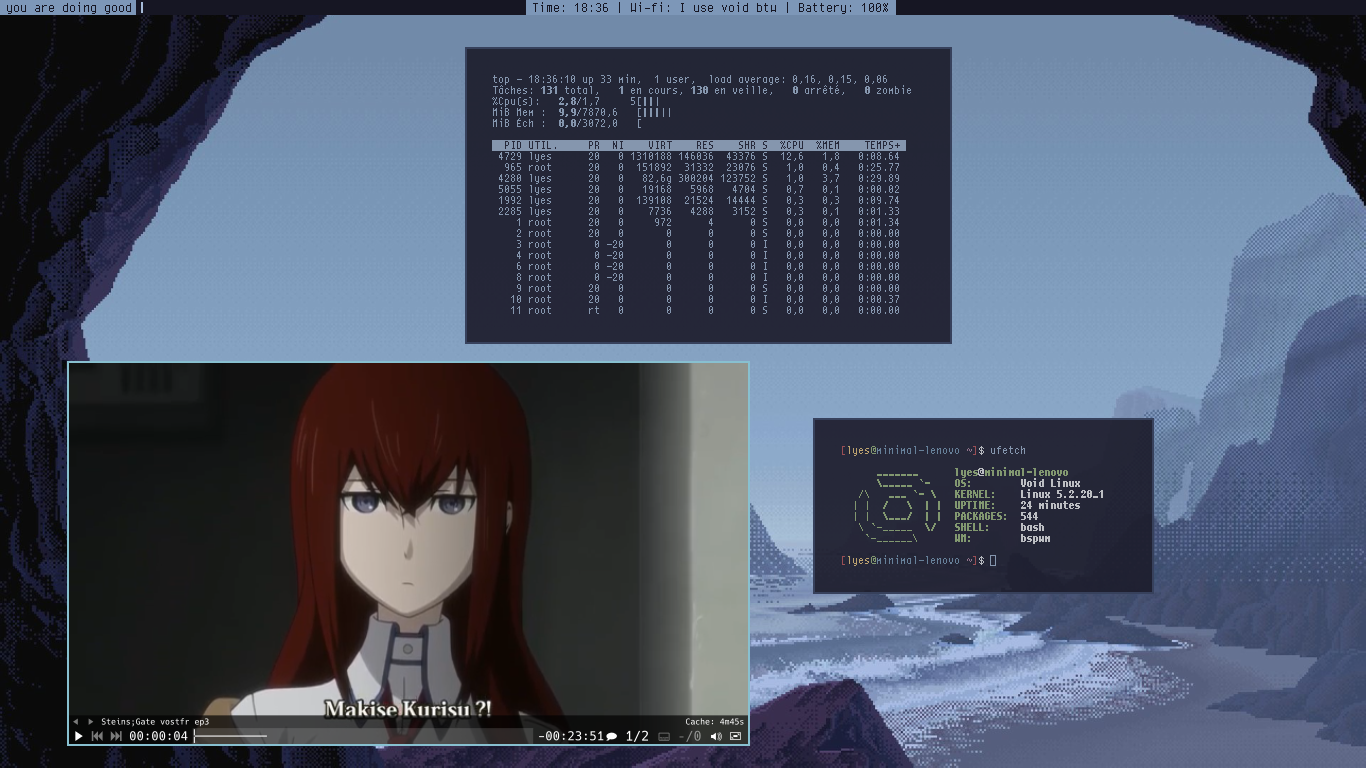 you are doing good
Time: 18:36 | Wi-fi: I use void btw | Battery: 100%
top - 18:36:10 up 33 min,  1 user,  load average: 0,16, 0,15, 0,06
Tâches: 131 total,   1 en cours, 130 en veille,   0 arrêté,   0 zombie
%Cpu(s):   2,8/1,7     5[|||
MiB Mem :  9,9/7870,6   [|||||
MiB Éch :  0,0/3072,0   [
PID UTIL.     PR  NI    VIRT    RES    SHR S  %CPU  %MEM    TEMPS+
4729 lyes      20   0 1310188 146036  43376 S  12,6   1,8   0:08.64
965 root      20   0  151892  31332  23076 S   1,0   0,4   0:25.77
4280 lyes      20   0   82,6g 300204 123752 S   1,0   3,7   0:29.89
5055 lyes      20   0   19168   5968   4704 S   0,7   0,1   0:00.02
1992 lyes      20   0  139108  21524  14444 S   0,3   0,3   0:09.74
2285 lyes      20   0    7736   4288   3152 S   0,3   0,1   0:01.33
1 root      20   0     972      4      0 S   0,0   0,0   0:01.34
2 root      20   0       0      0      0 S   0,0   0,0   0:00.00
3 root       0 -20       0      0      0 I   0,0   0,0   0:00.00
4 root       0 -20       0      0      0 I   0,0   0,0   0:00.00
6 root       0 -20       0      0      0 I   0,0   0,0   0:00.00
8 root       0 -20       0      0      0 I   0,0   0,0   0:00.00
9 root      20   0       0      0      0 S   0,0   0,0   0:00.00
10 root      20   0       0      0      0 I   0,0   0,0   0:00.37
11 root      rt   0       0      0      0 S   0,0   0,0   0:00.00
Makise Kurisu ?!
Steins;Gate vostfr ep3
Cache: 4m45s
00:00:04
-00:23:51
1/2
-/0
[lyes@minimal-lenovo ~]$ ufetch
lyes@minimal-lenovo
OS:        Void Linux
KERNEL:    Linux 5.2.20_1
UPTIME:    24 minutes
PACKAGES:  544
SHELL:     bash
WM:        bspwm
[lyes@minimal-lenovo ~]$